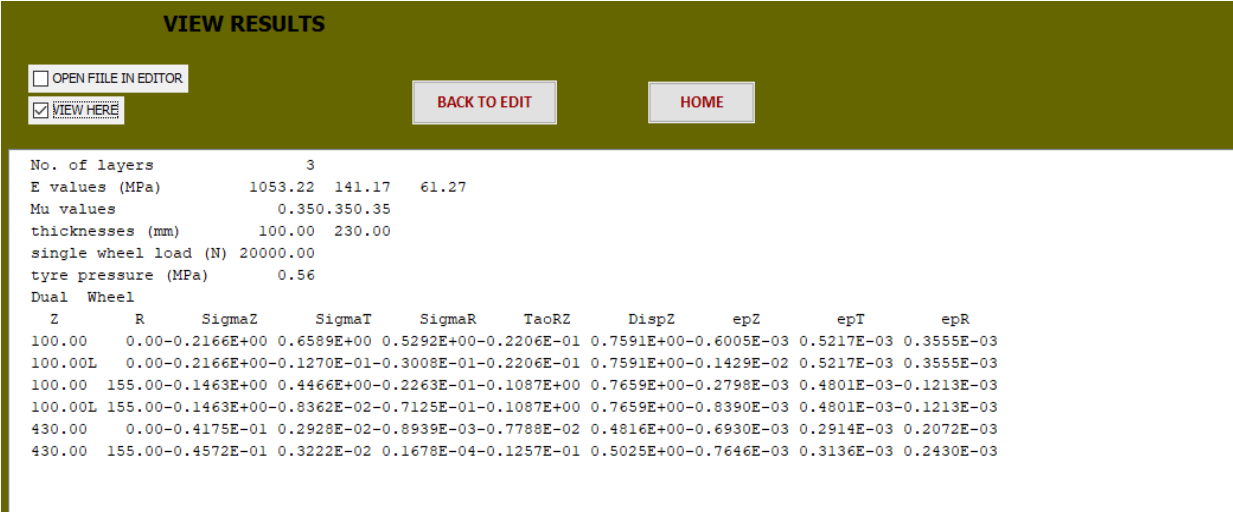 VIEW RESULTS
OPEN FIILE IN EDITOR
VIEW HERE
BACK TO EDIT
HOME
No. of layers 3
E values (MPa) 1053.22 141.17 61.27
Mu values 0.350.350.35
thicknesses (mm) 100.00 230.00
single wheel load (N) 20000.00
tyre pressure (MPa) 0.56
Dual Wheel
Z R SigmaZ SigmaT SigmaR TaoRZ DispZ epZ epT epR
100.00 0.00-0.2166E+00 0.6589E+00 0.5292E+00-0.2206E-01 0.7591E+00-0.6005E-03 0.5217E-03 0.3555E-03
100.00L 0.00-0.2166E+00-0.1270E-01-0.3008E-01-0.2206E-01 0.7591E+00-0.1429E-02 0.5217E-03 0.3555E-03
100.00 155.00-0.1463E+00 0.4466E+00-0.2263E-01-0.1087E+00 0.7659E+00-0.2798E-03 0.4801E-03-0.1213E-03
100.00L 155.00-0.1463E+00-0.8362E-02-0.7125E-01-0.1087E+00 0.7659E+00-0.8390E-03 0.4801E-03-0.1213E-03
430.00 0.00-0.4175E-01 0.2928E-02-0.8939E-03-0.7788E-02 0.4816E+00-0.6930E-03 0.2914E-03 0.2072E-03
430.00 155.00-0.4572E-01 0.3222E-02 0.1678E-04-0.1257E-01 0.5025E+00-0.7646E-03 0.3136E-03 0.2430E-03